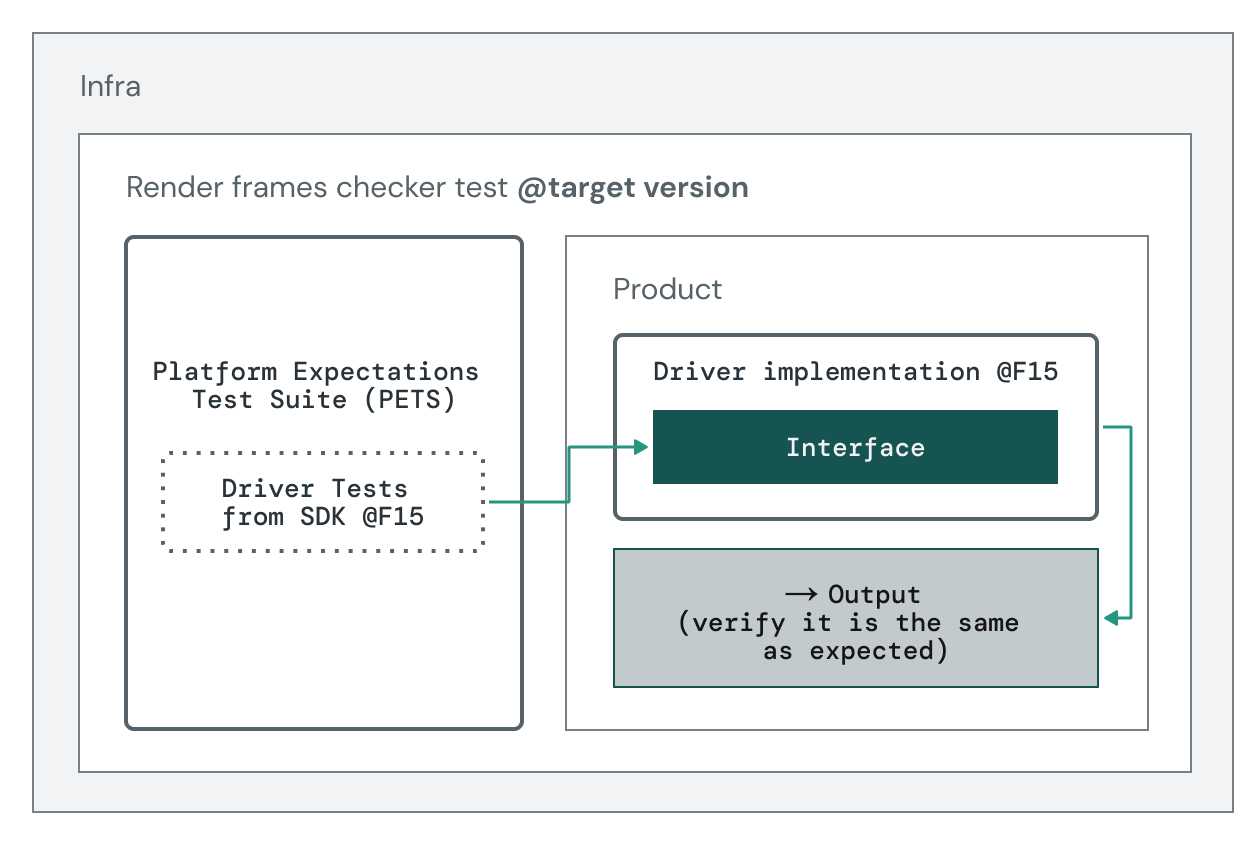 Infra
Render frames checker test @target version
Product
Platform Expectations
Test Suite (PETS)
Driver Tests
from SDK @F15
Driver implementation @F15
Interface
→ Output
(verify it is the same
as expected)